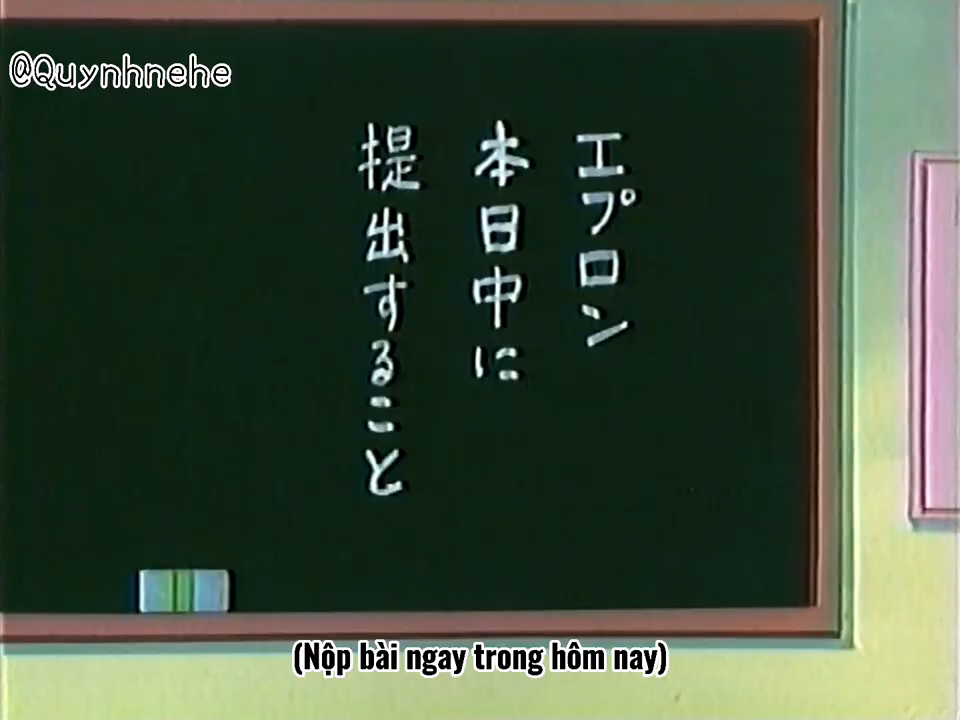 @Quynhnehe
エプロン
本日中に
提出すること
(Nộp bài ngay trong hôm nay)